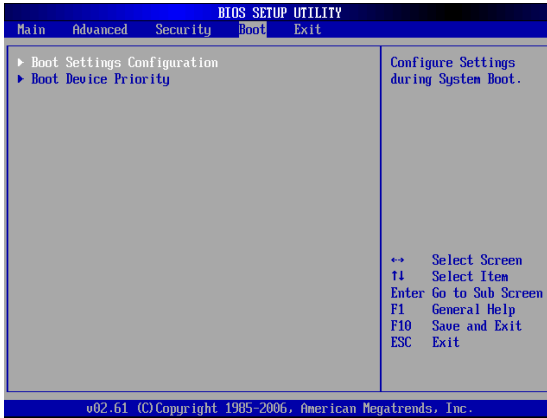 BIOS SETUP UTILITY
Main Advanced Security Boot Exit
▶ Boot Settings Configuration
▶ Boot Device Priority
Configure Settings
during System Boot.
↔ Select Screen
↑↓ Select Item
Enter Go to Sub Screen
F1 General Help
F10 Save and Exit
ESC Exit
v02.61 (C)Copyright 1985-2006, American Megatrends, Inc.